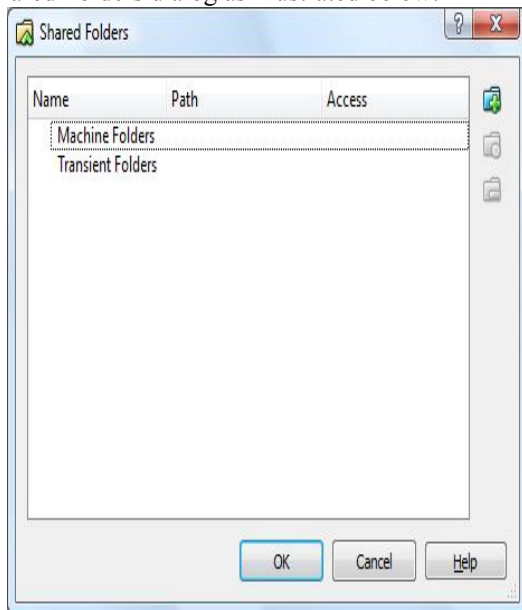 Shared Folders
Name Path Access
Machine Folders
Transient Folders
OK Cancel Help